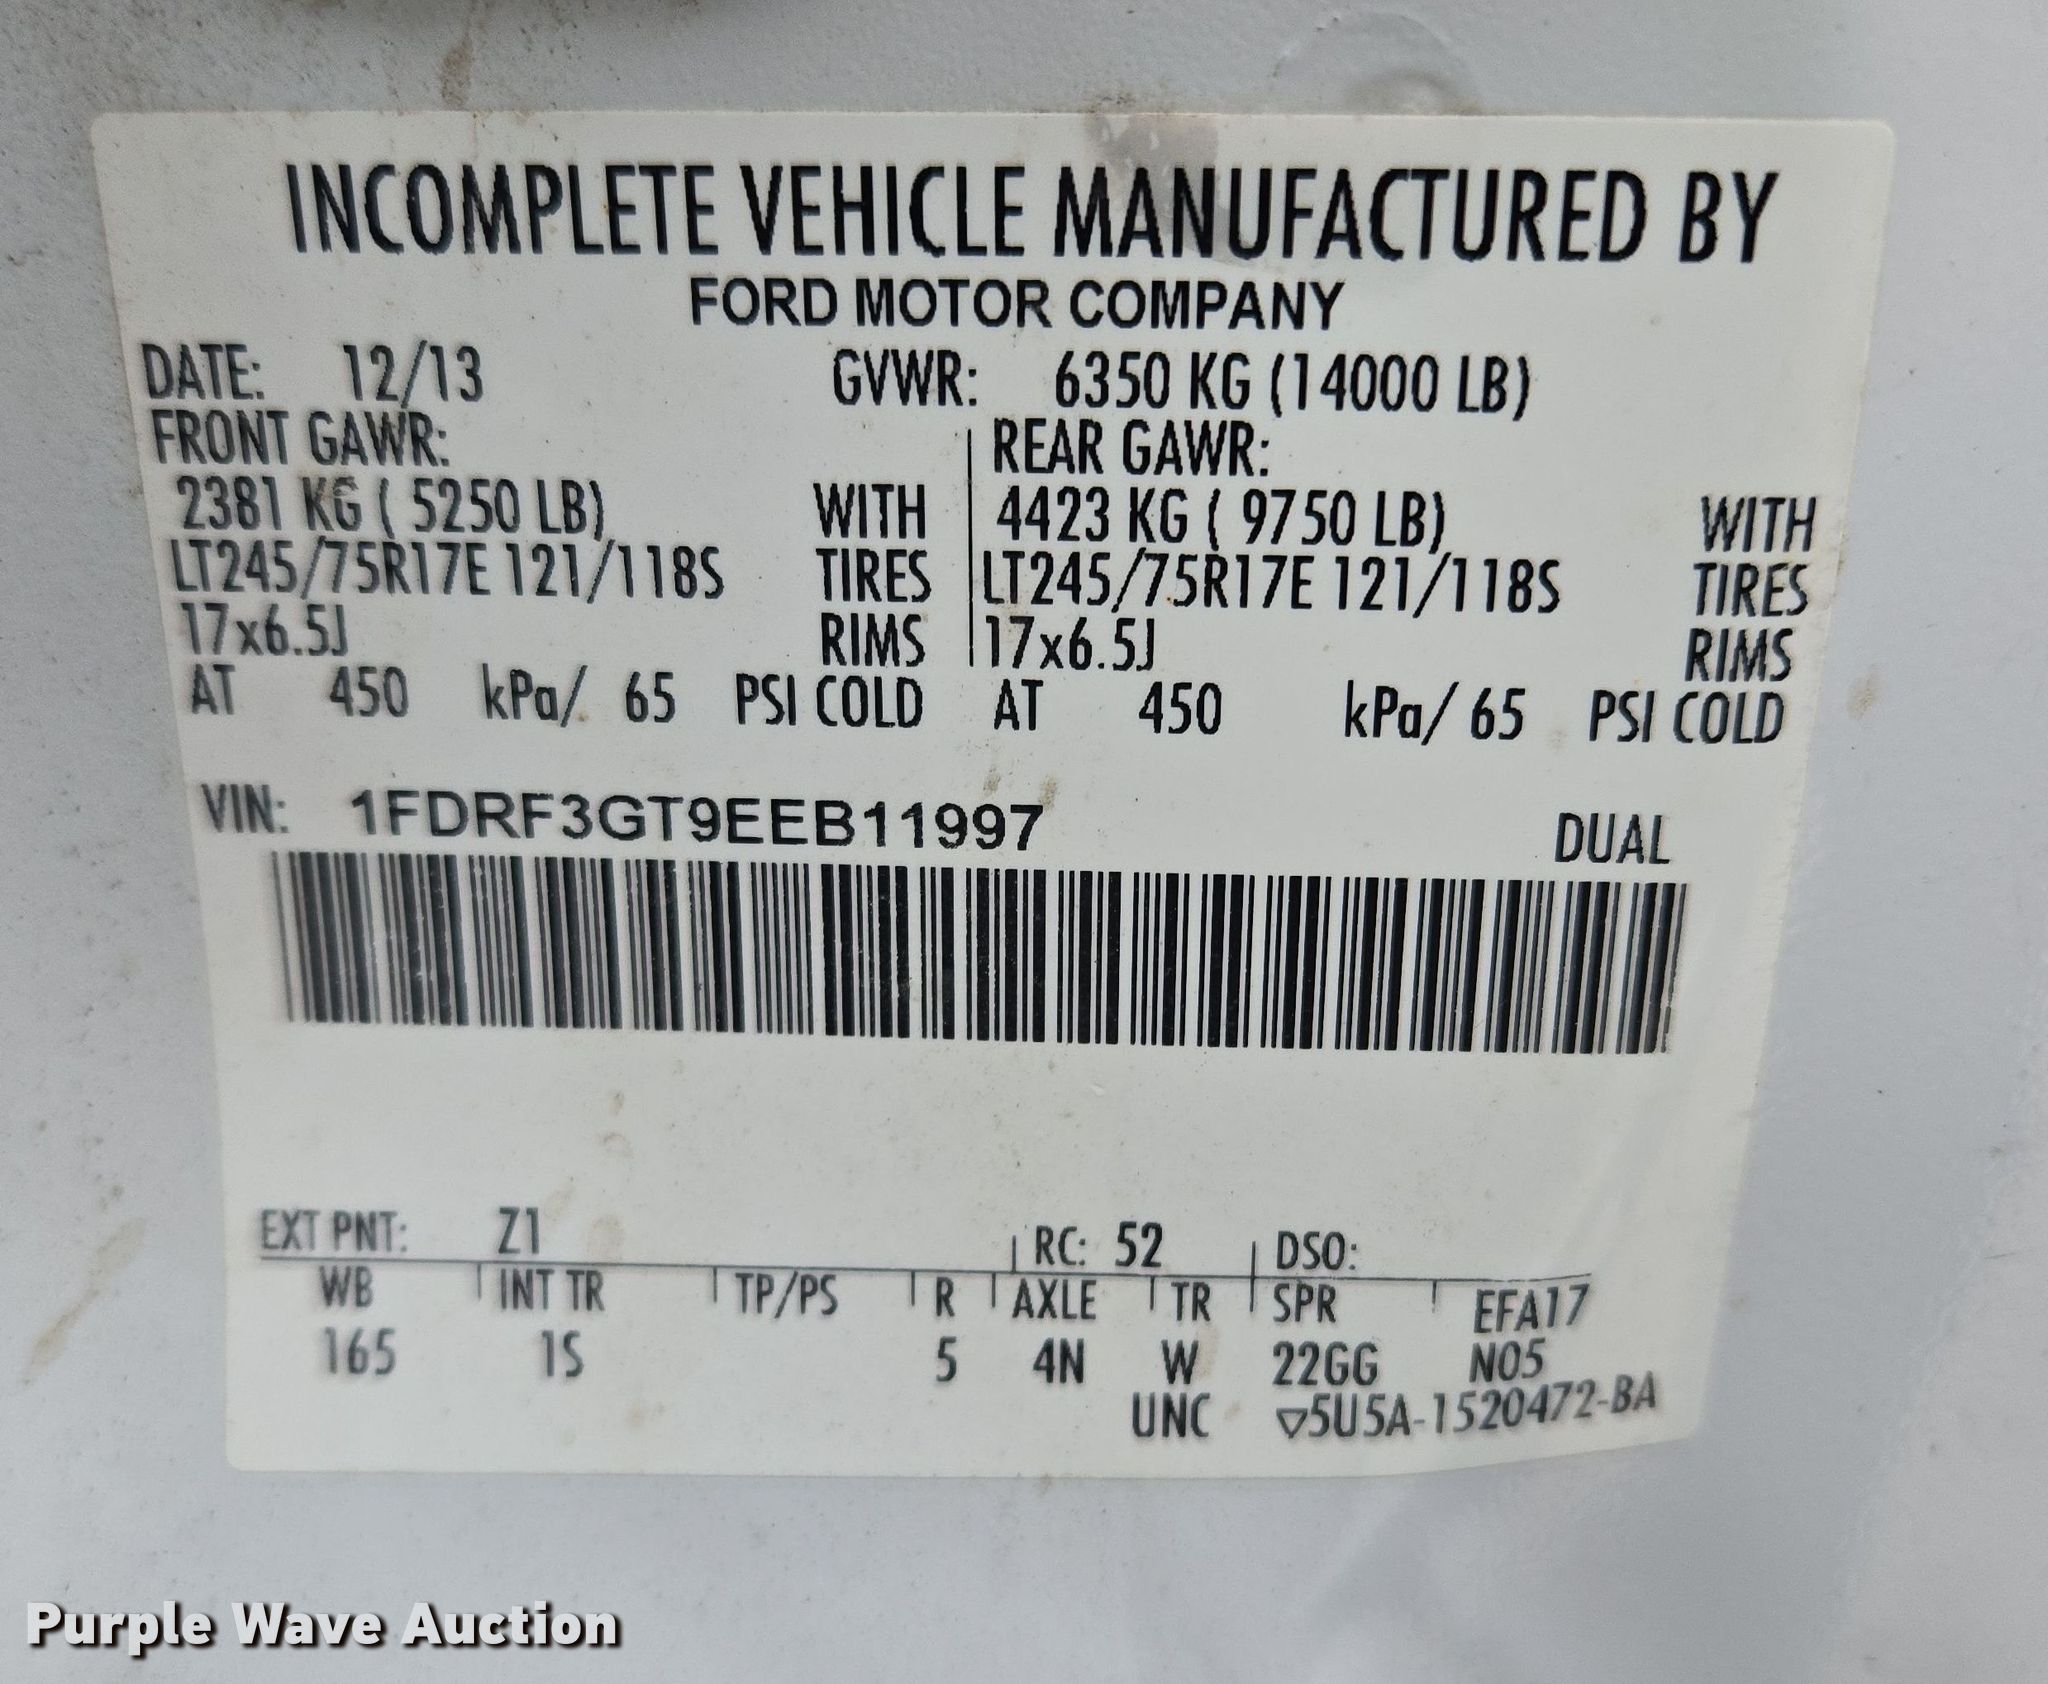 INCOMPLETE VEHICLE MANUFACTURED BY
FORD MOTOR COMPANY
DATE: 12/13 GVWR: 6350 KG (14000 LB)
FRONT GAWR: REAR GAWR:
2381 KG ( 5250 LB) WITH 4423 KG ( 9750 LB) WITH
LT245/75R17E 121/118S TIRES LT245/75R17E 121/118S TIRES
17x6.5J RIMS 17x6.5J RIMS
AT 450 kPa/ 65 PSI COLD AT 450 kPa/ 65 PSI COLD
VIN: 1FDRF3GT9EEB11997 DUAL
EXT PNT: Z1 RC: 52 DSO:
WB INT TR TP/PS R AXLE TR SPR EFA17
165 1S 5 4N W 22GG N05
UNC ▽5U5A-1520472-BA
Purple Wave Auction